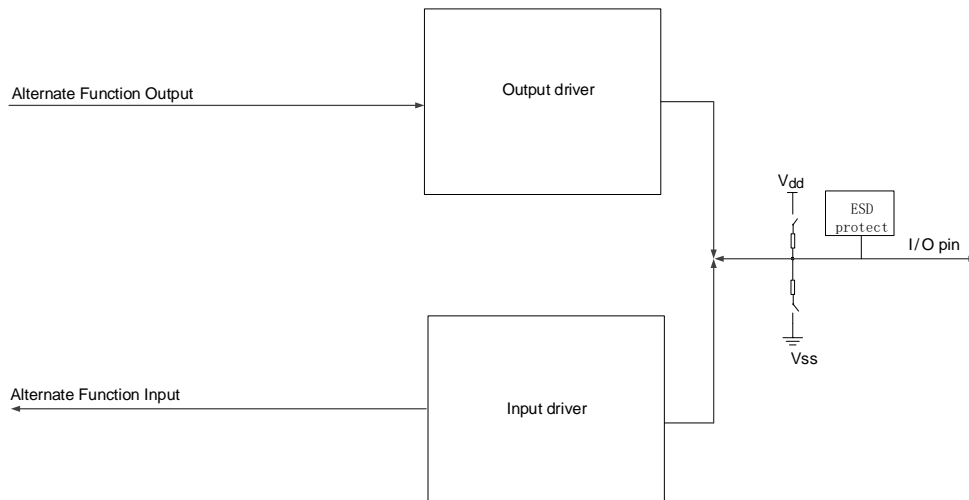 Output driver
Alternate Function Output
Vdd
ESD
protect
I/O pin
Vss
Alternate Function Input
Input driver